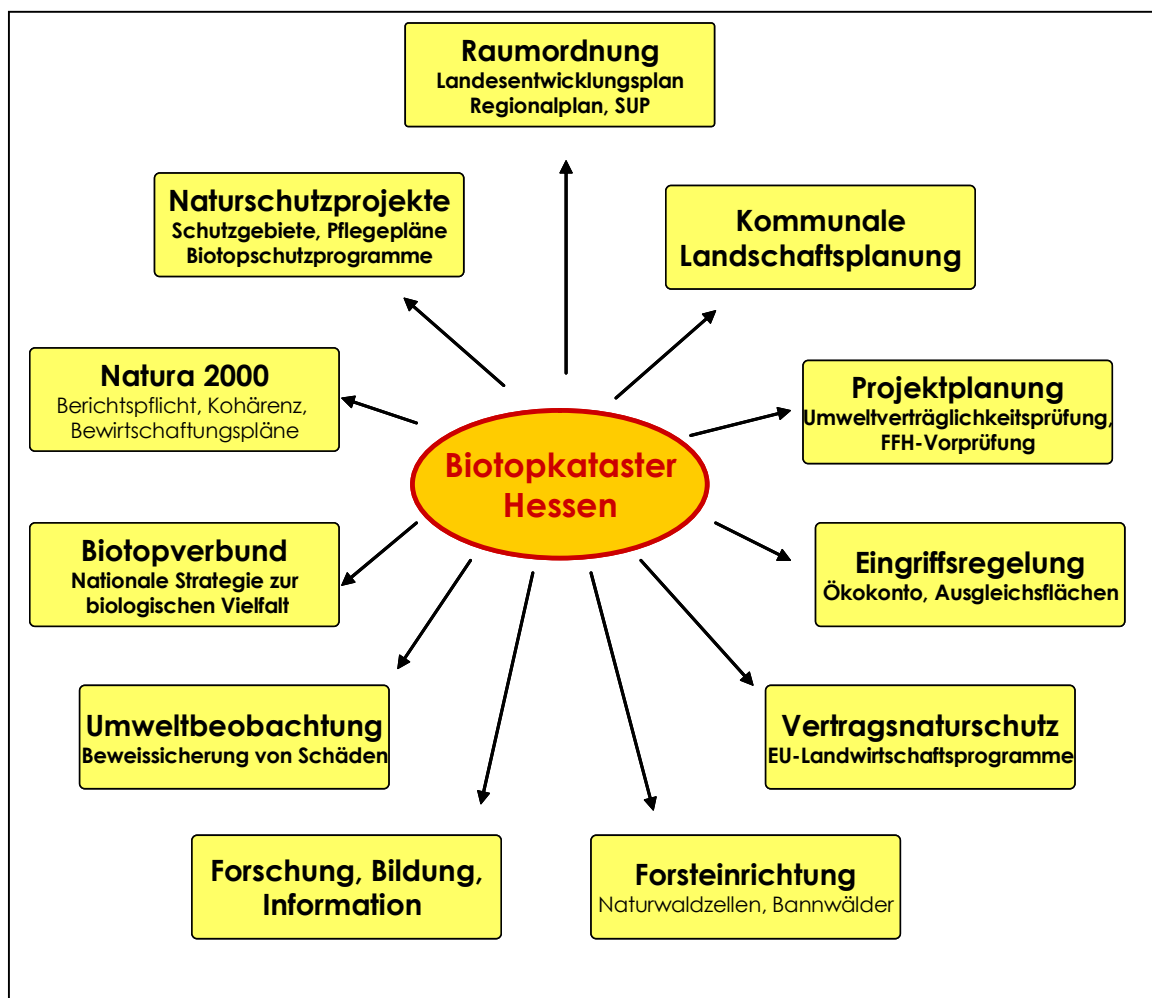 Raumordnung
Landesentwicklungsplan
Regionalplan, SUP
Naturschutzprojekte
Schutzgebiete, Pflegepläne
Biotopschutzprogramme
Kommunale
Landschaftsplanung
Natura 2000
Berichtspflicht, Kohärenz,
Bewirtschaftungspläne
Projektplanung
Umweltverträglichkeitsprüfung,
FFH-Vorprüfung
Biotopkataster
Hessen
Biotopverbund
Nationale Strategie zur
biologischen Vielfalt
Eingriffsregelung
Ökokonto, Ausgleichsflächen
Umweltbeobachtung
Beweissicherung von Schäden
Vertragsnaturschutz
EU-Landwirtschaftsprogramme
Forschung, Bildung,
Information
Forsteinrichtung
Naturwaldzellen, Bannwälder